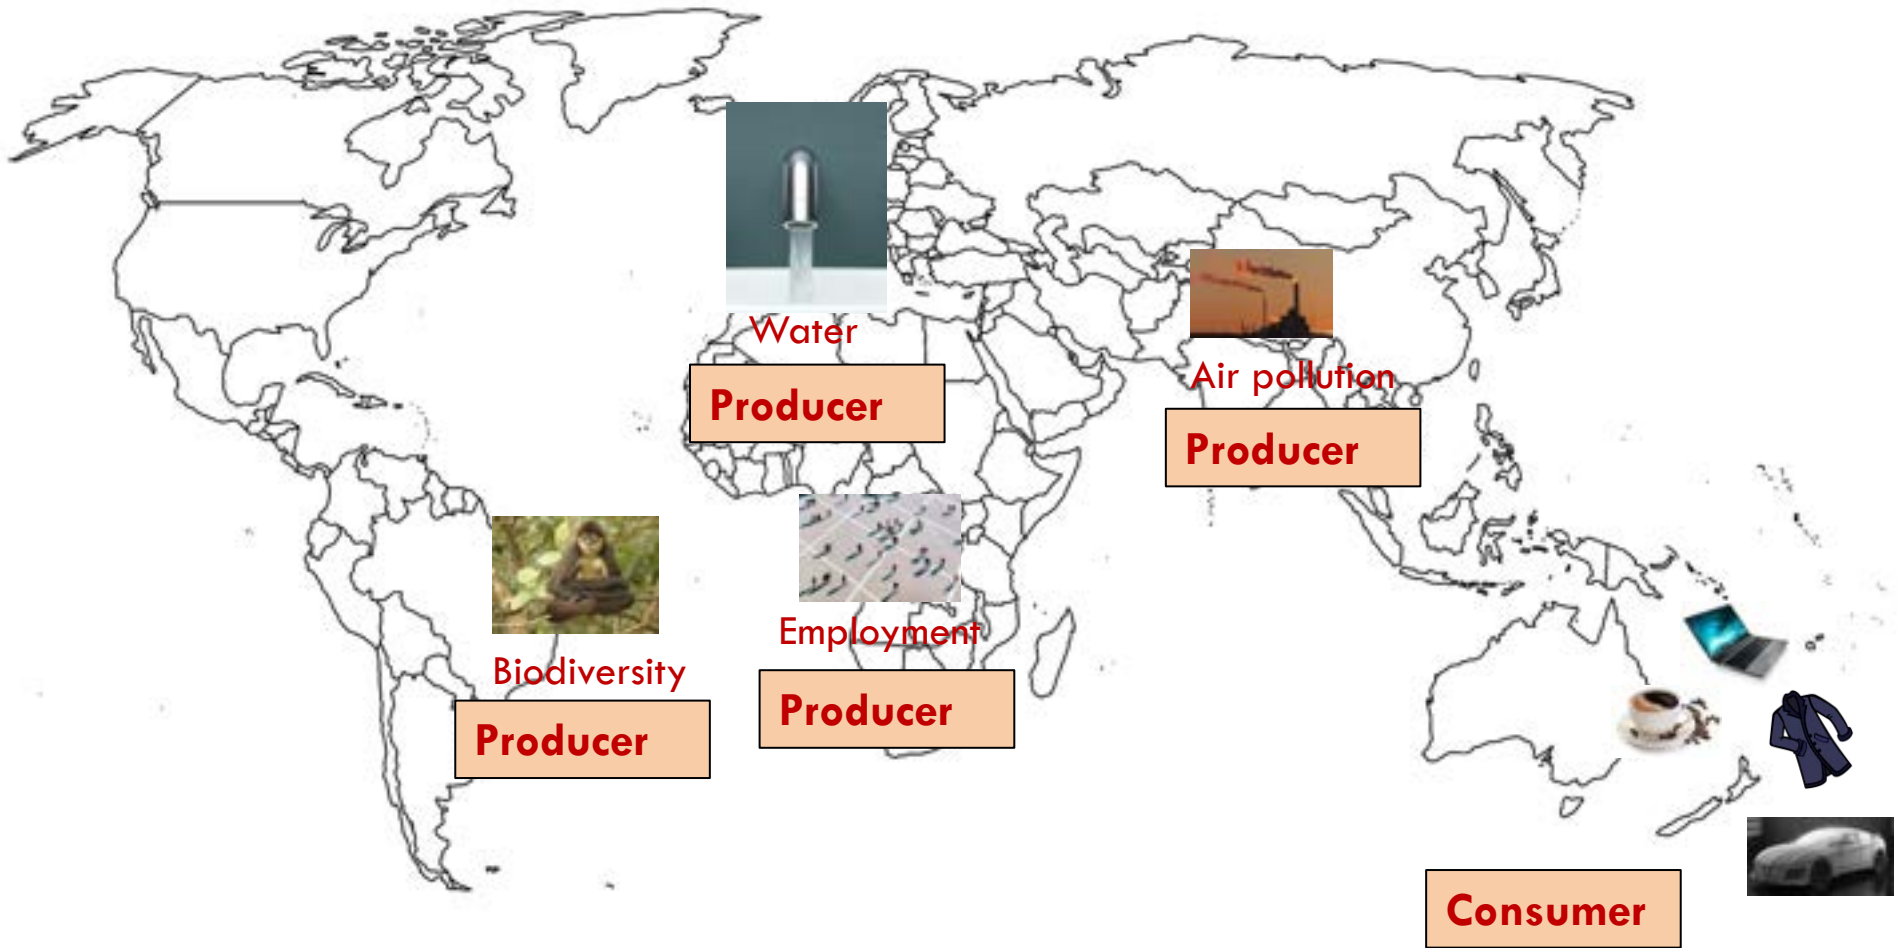 Water
Producer
Air pollution
Producer
Employment
Producer
Biodiversity
Producer
Consumer